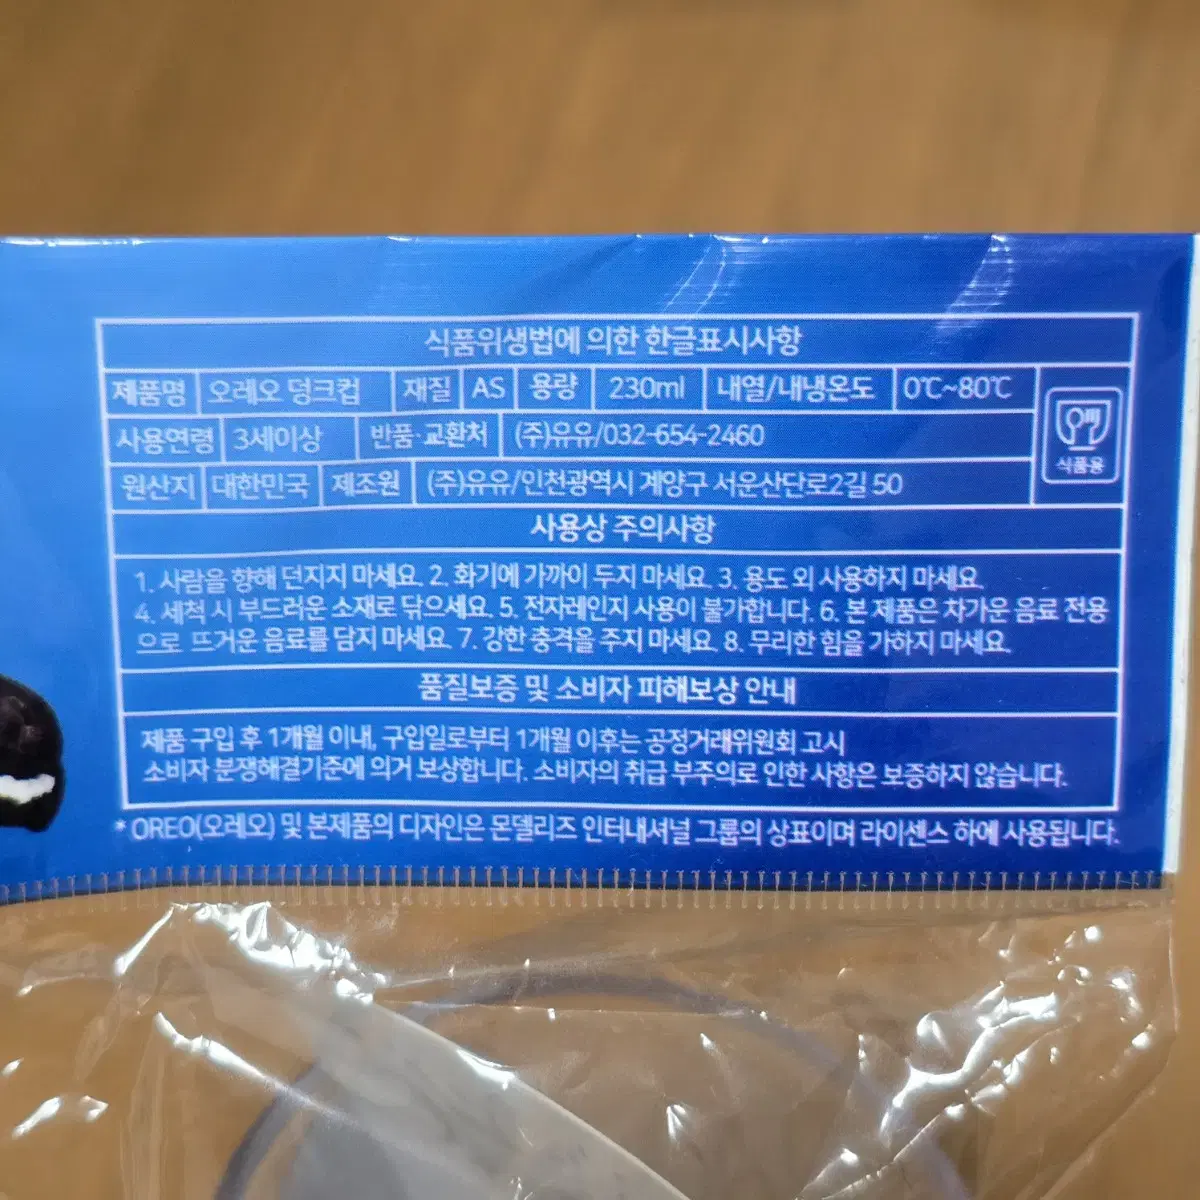 식품위생법에 의한 한글표시사항
제품명 오레오 덩크컵 재질 AS 용량 230ml 내열/내냉온도 0℃~80℃
사용연령 3세이상 반품·교환처 (주)유유/032-654-2460
식품용
원산지 대한민국 제조원 (주)유유/인천광역시 계양구 서운산단로2길 50
사용상 주의사항
1. 사람을 향해 던지지 마세요. 2. 화기에 가까이 두지 마세요. 3. 용도 외 사용하지 마세요.
4. 세척 시 부드러운 소재로 닦으세요. 5. 전자레인지 사용이 불가합니다. 6. 본 제품은 차가운 음료 전용
으로 뜨거운 음료를 담지 마세요. 7. 강한 충격을 주지 마세요. 8. 무리한 힘을 가하지 마세요.
품질보증 및 소비자 피해보상 안내
제품 구입 후 1개월 이내, 구입일로부터 1개월 이후는 공정거래위원회 고시
소비자 분쟁해결기준에 의거 보상합니다. 소비자의 취급 부주의로 인한 사항은 보증하지 않습니다.
* OREO(오레오) 및 본제품의 디자인은 몬델리즈 인터내셔널 그룹의 상표이며 라이센스 하에 사용됩니다.